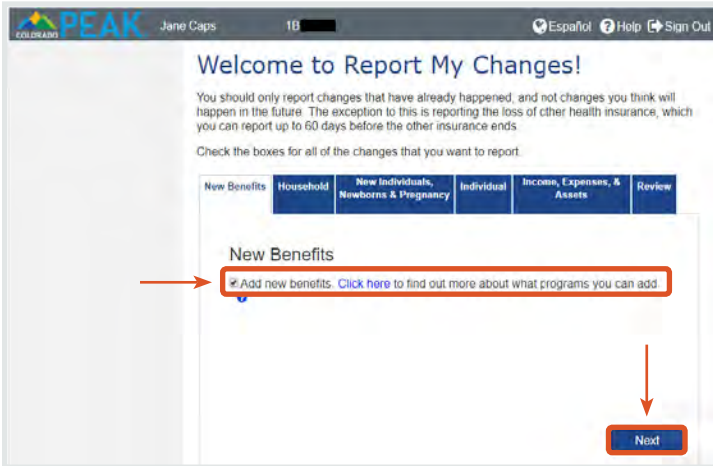 COLORADO PEAK Jane Caps 1B Español Help Sign Out
Welcome to Report My Changes!
You should only report changes that have already happened, and not changes you think will
happen in the future. The exception to this is reporting the loss of other health insurance, which
you can report up to 60 days before the other insurance ends
Check the boxes for all of the changes that you want to report.
New Benefits
Household
New Individuals,
Newborns & Pregnancy
Individual
Income, Expenses, &
Assets
Review
New Benefits
Add new benefits. Click here to find out more about what programs you can add.
?
Next